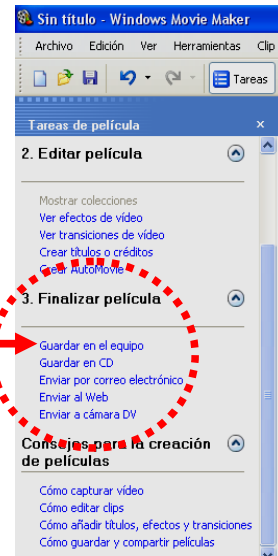 Sin título - Windows Movie Maker
Archivo Edición Ver Herramientas Clip
Tareas
Tareas de película
2. Editar película
Mostrar colecciones
Ver efectos de vídeo
Ver transiciones de vídeo
Crear títulos o créditos
Crear AutoMovie
3. Finalizar película
Guardar en el equipo
Guardar en CD
Enviar por correo electrónico
Enviar al Web
Enviar a cámara DV
Consejos para la creación
de películas
Cómo capturar vídeo
Cómo editar clips
Cómo añadir títulos, efectos y transiciones
Cómo guardar y compartir películas